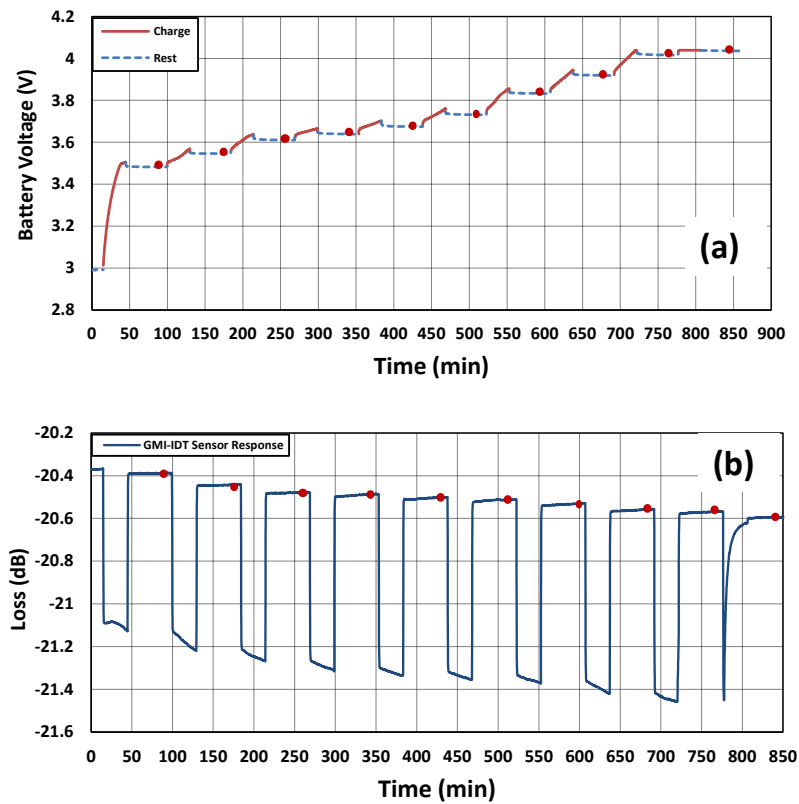 4.2
4
3.8
3.6
3.4
3.2
3
2.8
Battery Voltage (V)
Charge
Rest
(a)
0 50 100 150 200 250 300 350 400 450 500 550 600 650 700 750 800 850 900
Time (min)
-20.2
-20.4
-20.6
-20.8
-21
-21.2
-21.4
-21.6
Loss (dB)
GMI-IDT Sensor Response
(b)
0 50 100 150 200 250 300 350 400 450 500 550 600 650 700 750 800 850
Time (min)